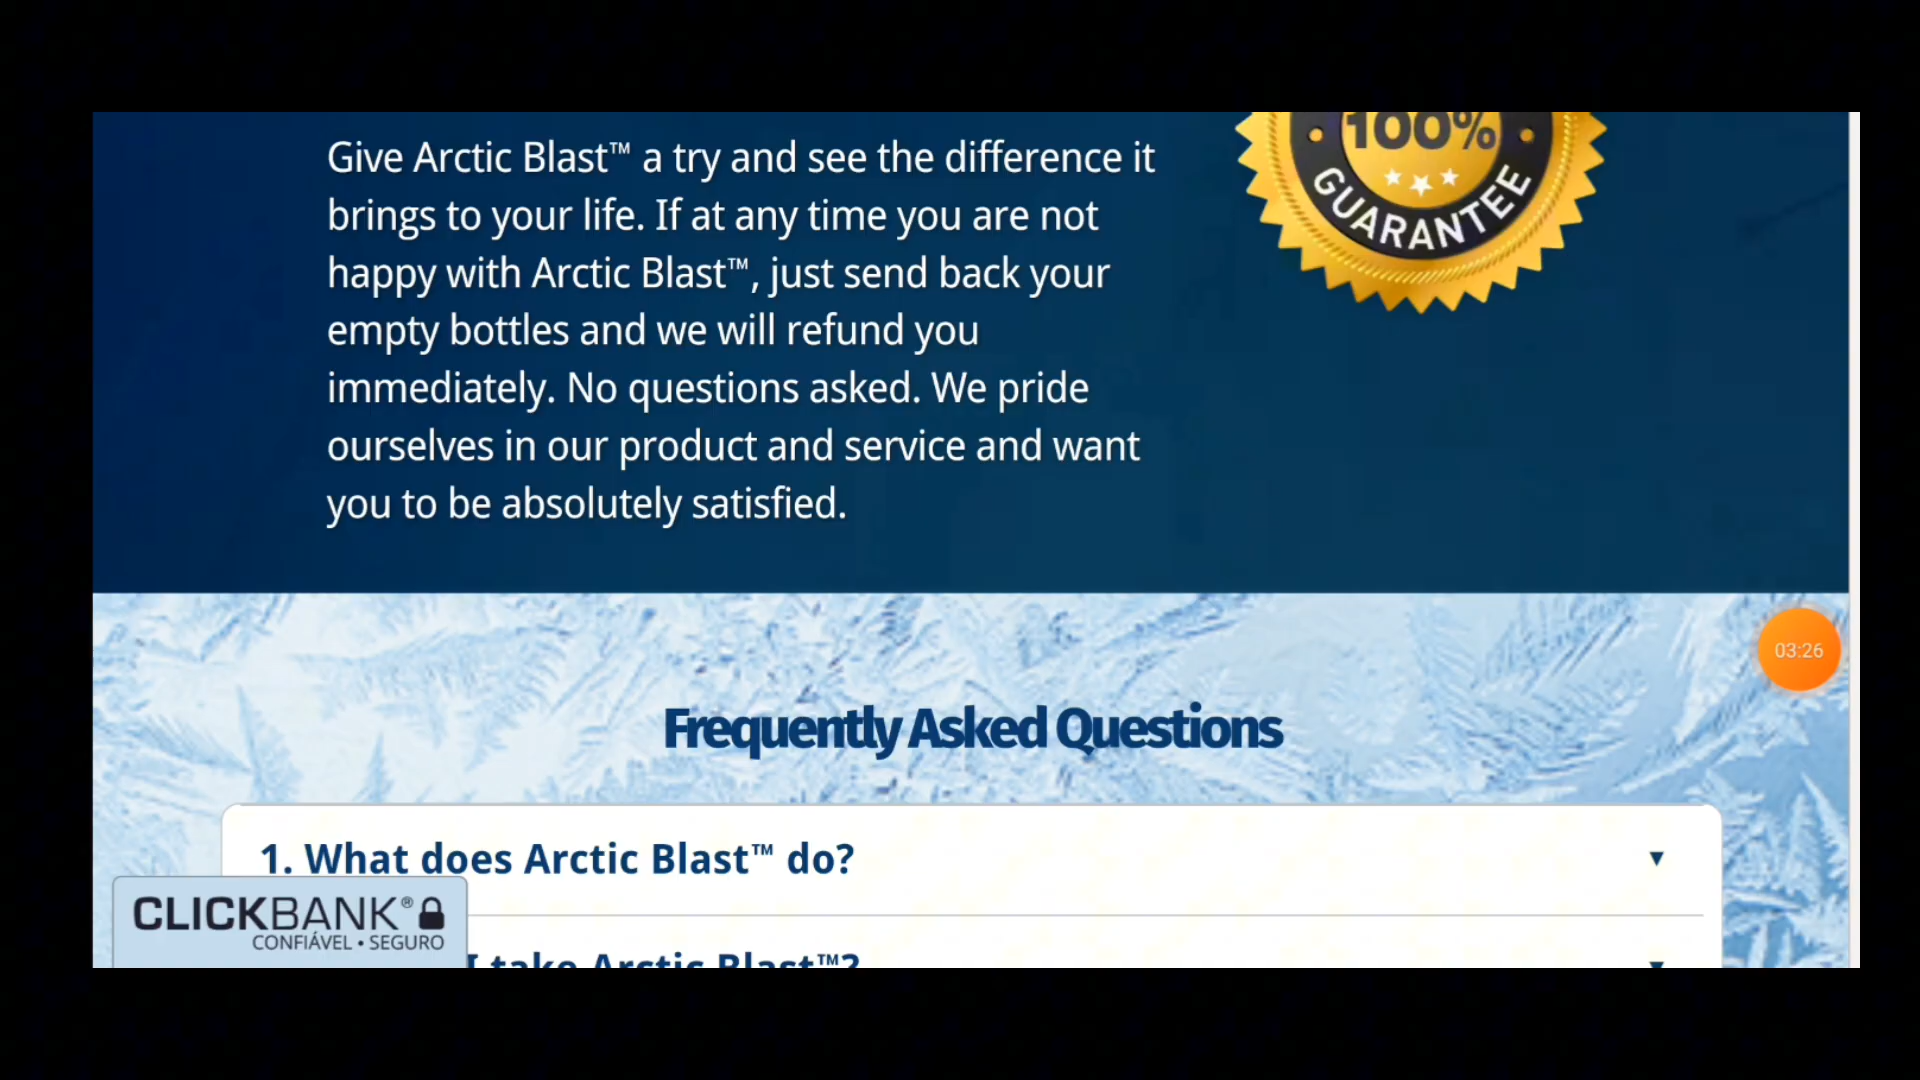 100%
GUARANTEE
Give Arctic Blast™ a try and see the difference it
brings to your life. If at any time you are not
happy with Arctic Blast™, just send back your
empty bottles and we will refund you
immediately. No questions asked. We pride
ourselves in our product and service and want
you to be absolutely satisfied.
03:26
Frequently Asked Questions
1. What does Arctic Blast™ do?
▼
I take Arctic Blast™?
▼
CLICKBANK®
CONFIÁVEL • SEGURO